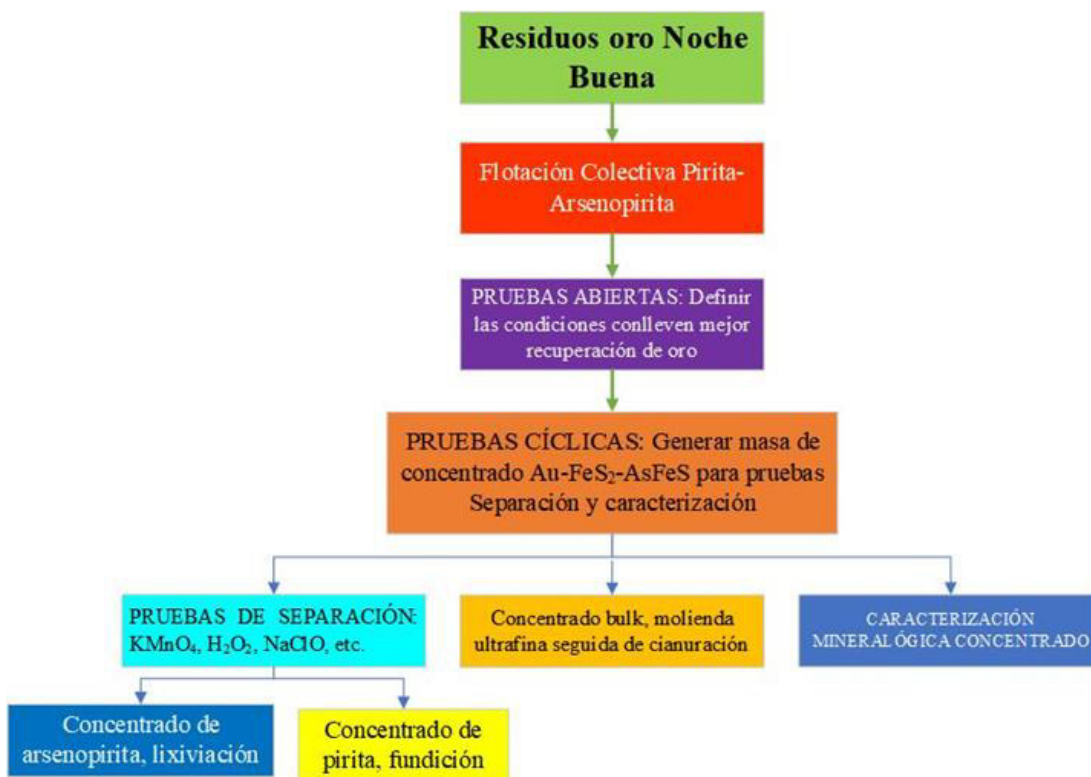 Residuos oro Noche
Buena
Flotación Colectiva Pirita-
Arsenopirita
PRUEBAS ABIERTAS: Definir
las condiciones conlleven mejor
recuperación de oro
PRUEBAS CÍCLICAS: Generar masa de
concentrado Au-FeS₂-AsFeS para pruebas
Separación y caracterización
PRUEBAS DE SEPARACIÓN:
KMnO₄, H₂O₂, NaClO, etc.
Concentrado bulk, molienda
ultrafina seguida de cianuración
CARACTERIZACIÓN
MINERALÓGICA CONCENTRADO
Concentrado de
arsenopirita, lixiviación
Concentrado de
pirita, fundición